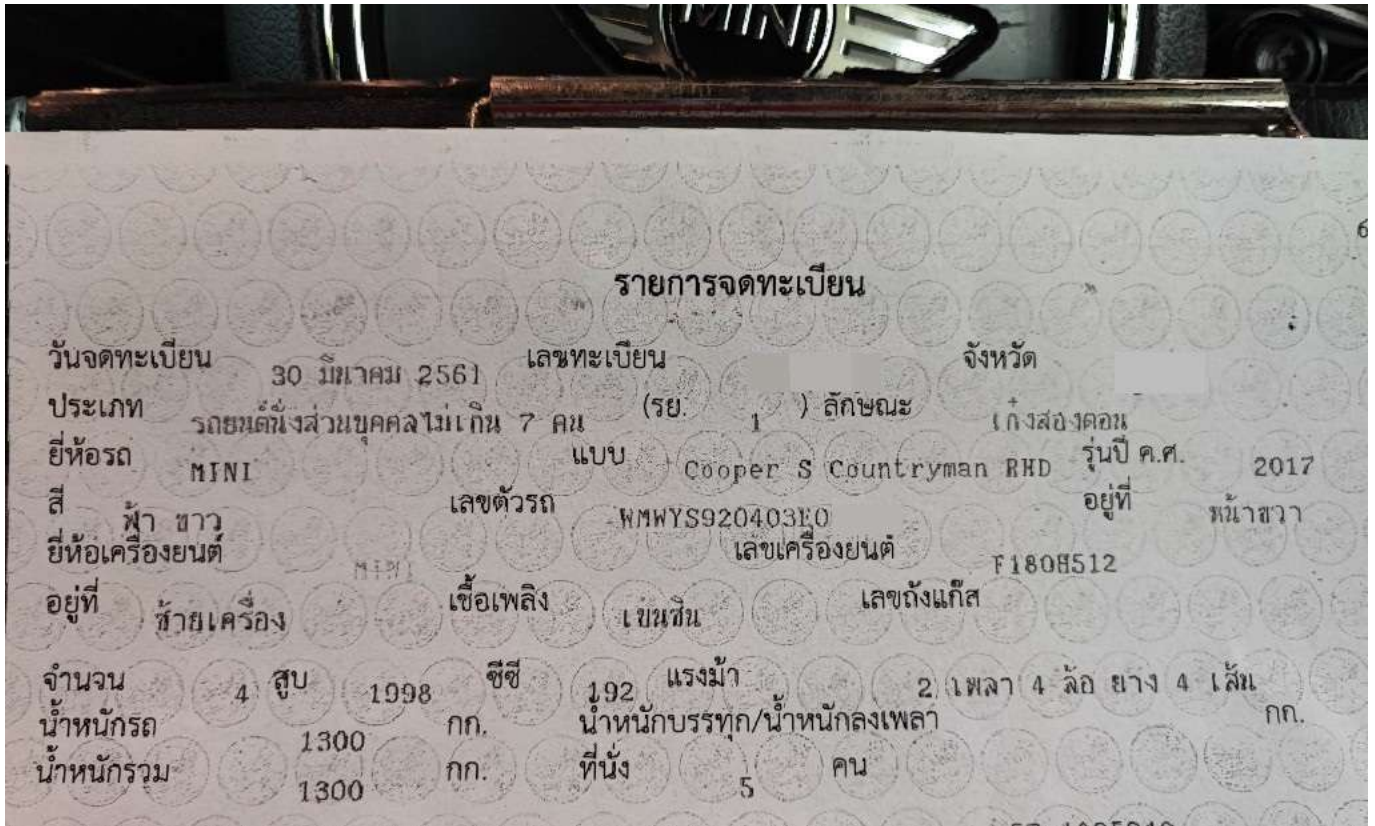 MINI
6
รายการจดทะเบียน
วันจดทะเบียน 30 มีนาคม 2561 เลขทะเบียน จังหวัด
ประเภท รถยนต์นั่งส่วนบุคคลไม่เกิน 7 คน (รย. 1 ) ลักษณะ เก๋งสองตอน
ยี่ห้อรถ MINI แบบ Cooper S Countryman RHD รุ่นปี ค.ศ. 2017
สี ฟ้า ขาว เลขตัวรถ WMWYS920403E0 อยู่ที่ หน้าขวา
ยี่ห้อเครื่องยนต์ MINI เลขเครื่องยนต์ F180H512
อยู่ที่ ซ้ายเครื่อง เชื้อเพลิง เบนซิน เลขถังแก๊ส
จำนวน 4 สูบ 1998 ซีซี 192 แรงม้า 2 เพลา 4 ล้อ ยาง 4 เส้น
น้ำหนักรถ 1300 กก. น้ำหนักบรรทุก/น้ำหนักลงเพลา กก.
น้ำหนักรวม 1300 กก. ที่นั่ง 5 คน